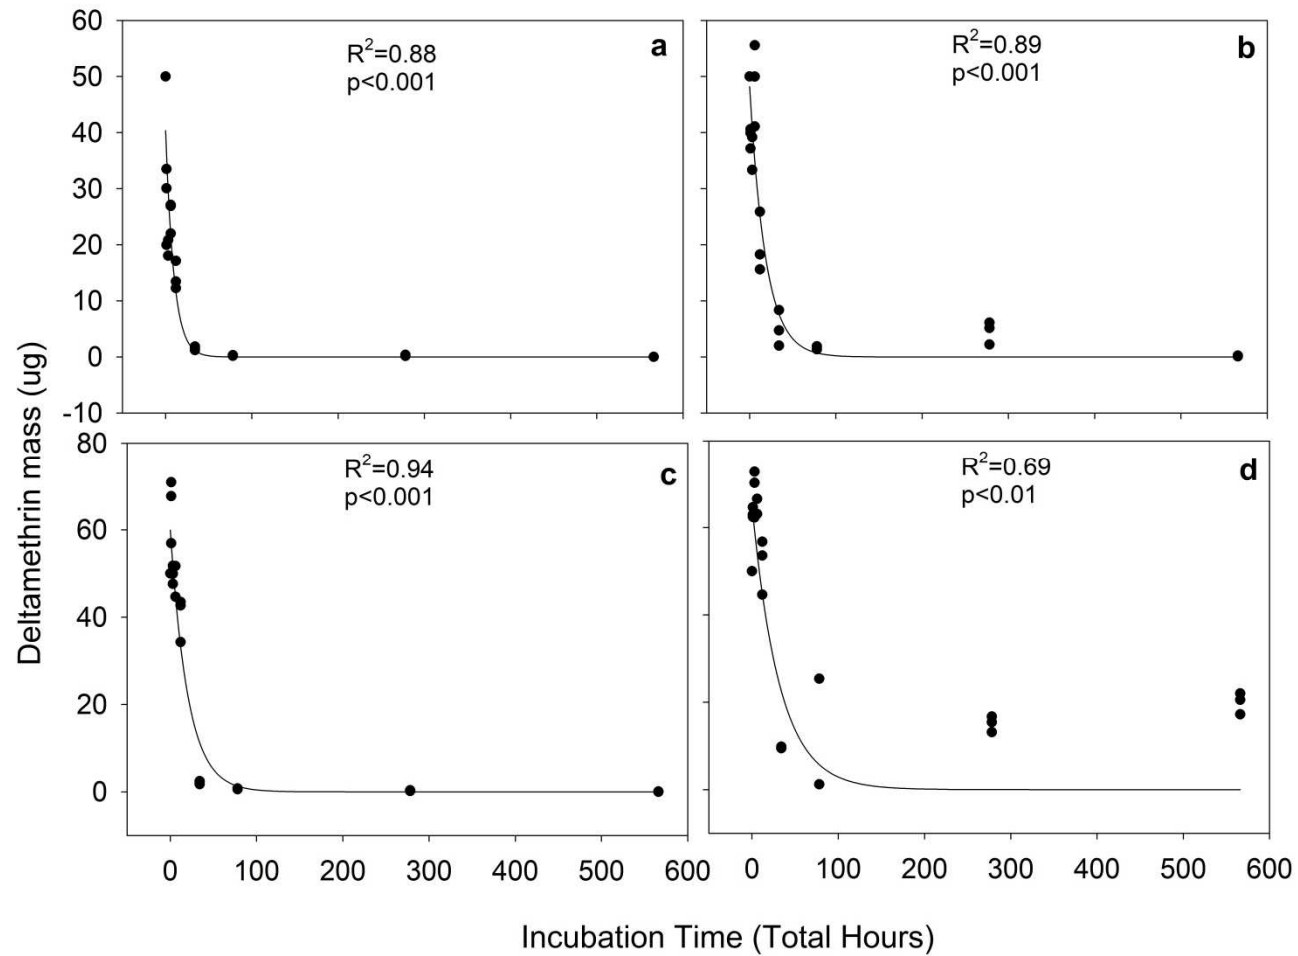 60
50
40
30
20
10
0
-10
R²=0.88
p<0.001
a
R²=0.89
p<0.001
b
Deltamethrin mass (ug)
80
60
40
20
0
R²=0.94
p<0.001
c
R²=0.69
p<0.01
d
0 100 200 300 400 500 600
0 100 200 300 400 500 600
Incubation Time (Total Hours)